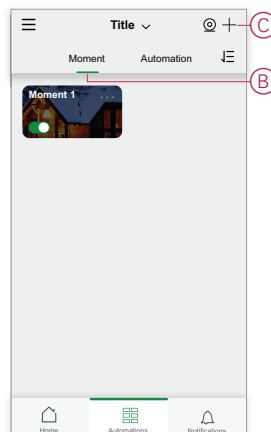 Title
C
Moment Automation
B
Moment 1 ...
Home Automations Notifications